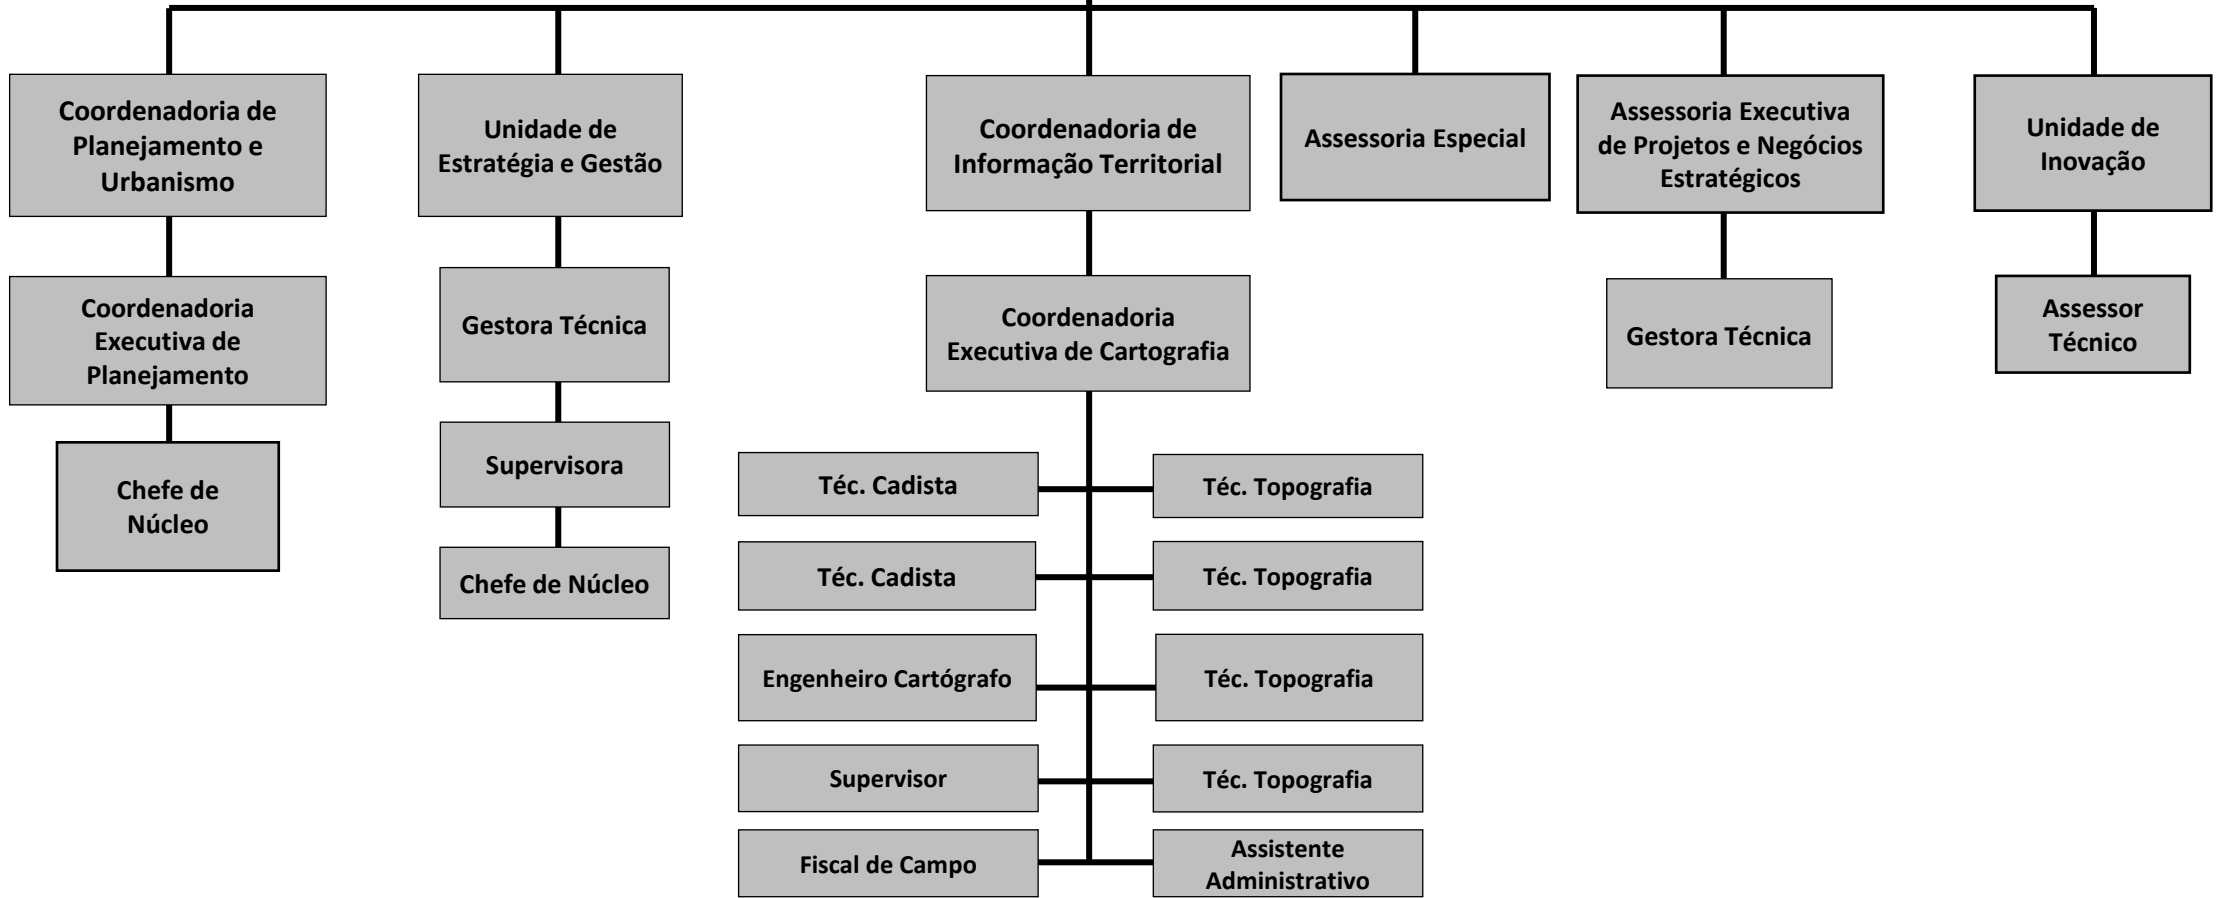 Coordenadoria de
Planejamento e
Urbanismo
Unidade de
Estratégia e Gestão
Coordenadoria de
Informação Territorial
Assessoria Especial
Assessoria Executiva
de Projetos e Negócios
Estratégicos
Unidade de
Inovação
Coordenadoria
Executiva de
Planejamento
Gestora Técnica
Coordenadoria
Executiva de Cartografia
Gestora Técnica
Assessor
Técnico
Chefe de
Núcleo
Supervisora
Chefe de Núcleo
Téc. Cadista
Téc. Topografia
Téc. Cadista
Téc. Topografia
Engenheiro Cartógrafo
Téc. Topografia
Supervisor
Téc. Topografia
Fiscal de Campo
Assistente
Administrativo